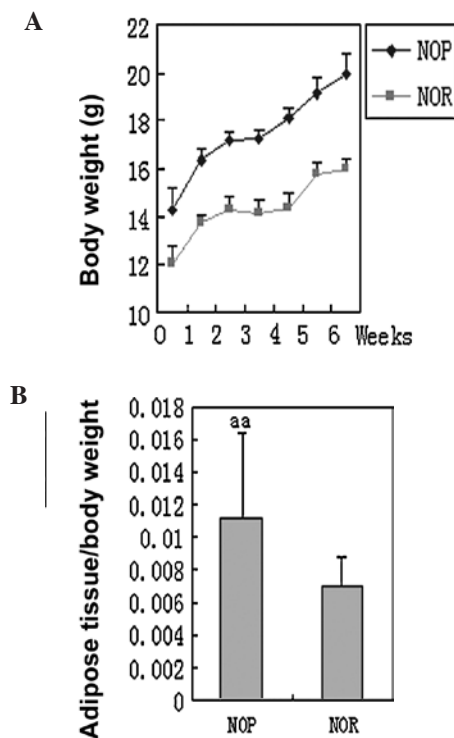 A
Body weight (g)
22
20
18
16
14
12
10
0 1 2 3 4 5 6 Weeks
NOP
NOR
B
Adipose tissue/body weight
0.018
0.016
0.014
0.012
0.01
0.008
0.006
0.004
0.002
0
aa
NOP NOR